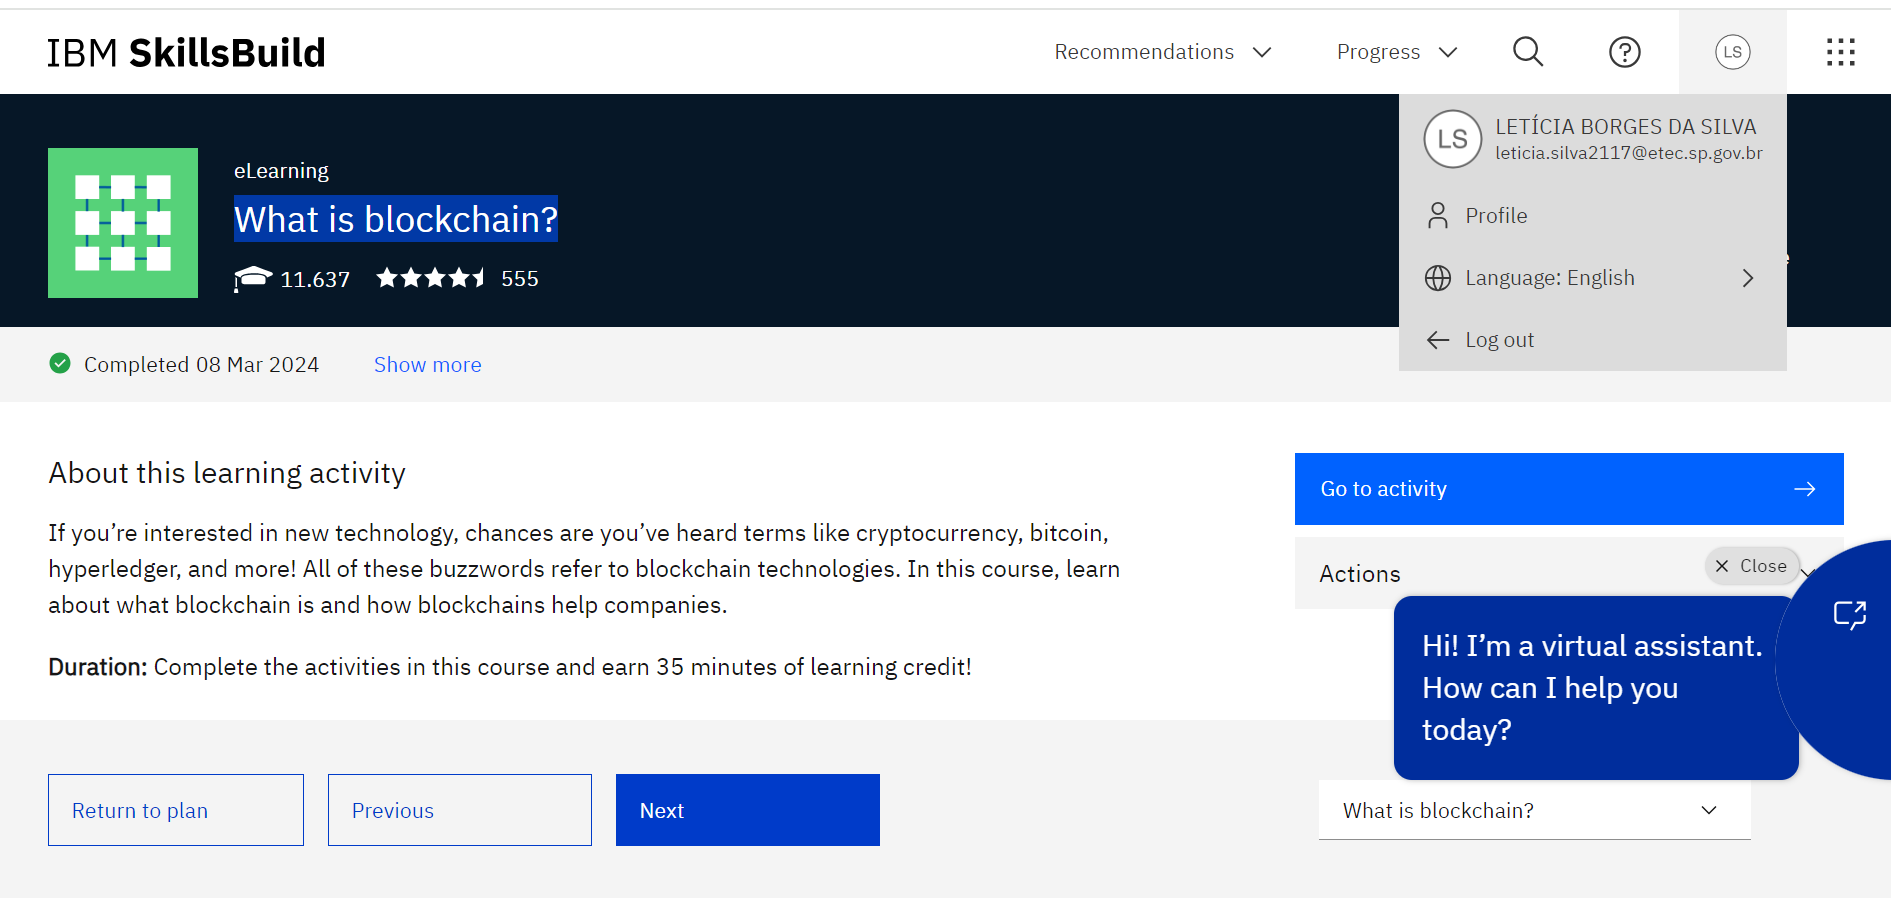 IBM SkillsBuild
Recommendations
Progress
LS
LS
LETÍCIA BORGES DA SILVA
leticia.silva2117@etec.sp.gov.br
Profile
Language: English
Log out
eLearning
What is blockchain?
11.637
555
Completed 08 Mar 2024
Show more
About this learning activity
If you’re interested in new technology, chances are you’ve heard terms like cryptocurrency, bitcoin,
hyperledger, and more! All of these buzzwords refer to blockchain technologies. In this course, learn
about what blockchain is and how blockchains help companies.
Duration: Complete the activities in this course and earn 35 minutes of learning credit!
Go to activity
Actions
Close
Hi! I’m a virtual assistant.
How can I help you
today?
Return to plan
Previous
Next
What is blockchain?